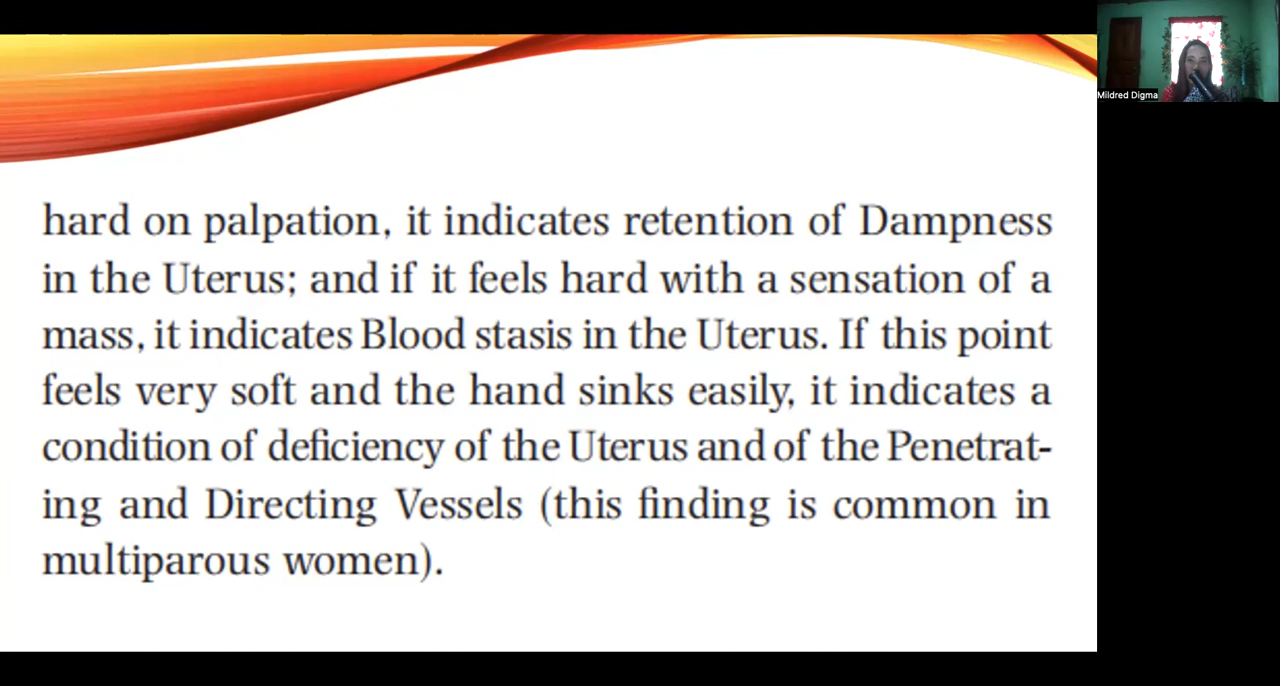 Mildred Digma
hard on palpation, it indicates retention of Dampness
in the Uterus; and if it feels hard with a sensation of a
mass, it indicates Blood stasis in the Uterus. If this point
feels very soft and the hand sinks easily, it indicates a
condition of deficiency of the Uterus and of the Penetrat-
ing and Directing Vessels (this finding is common in
multiparous women).